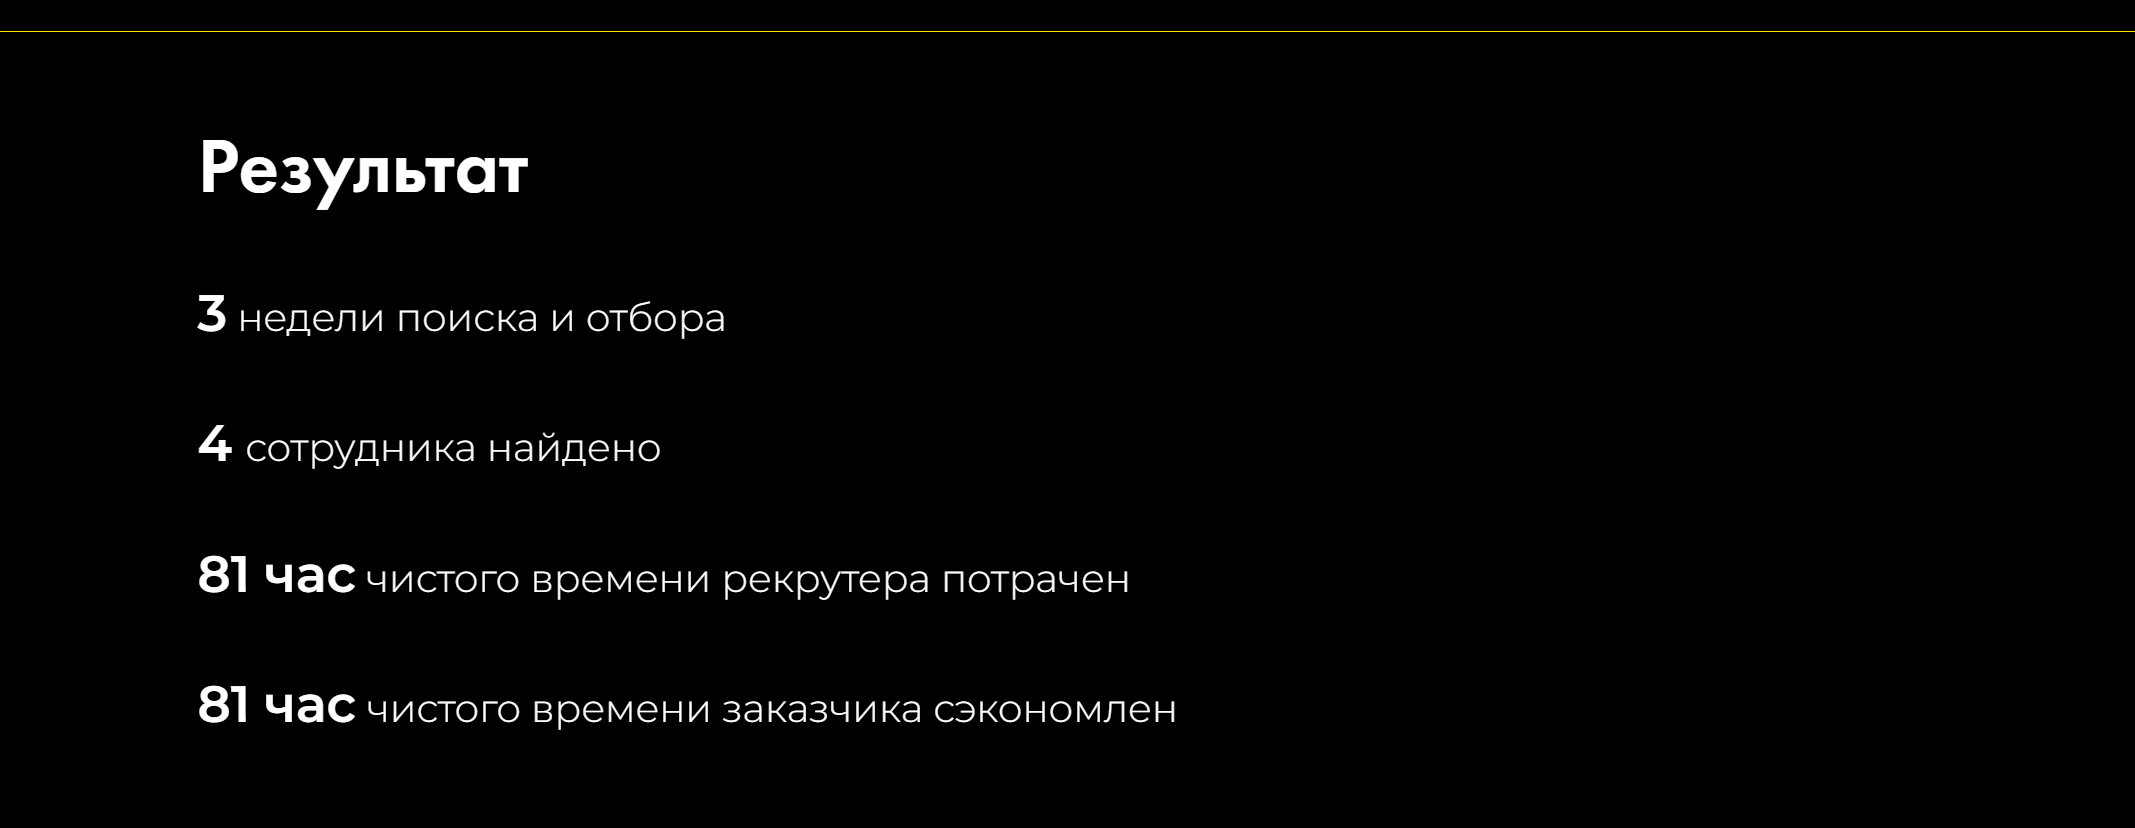 Результат
3 недели поиска и отбора
4 сотрудника найдено
81 час чистого времени рекрутера потрачен
81 час чистого времени заказчика сэкономлен